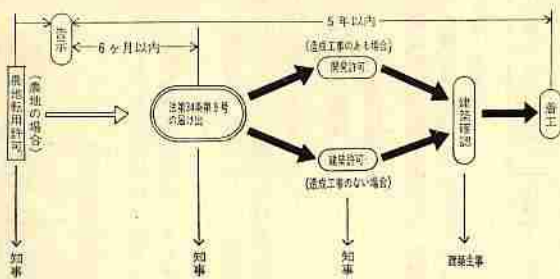 5年以内
告示
6ヶ月以内
(造成工事のある場合)
開発許可
農地転用許可
(農地の場合)
法第34条第9号
の届け出
建築確認
着工
建築許可
(造成工事のない場合)
知事
知事
知事
建築主事